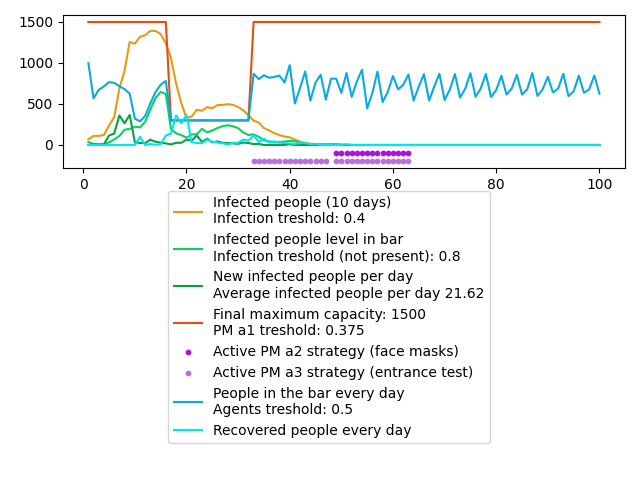 1500
1000
500
0
0 20 40 60 80 100
Infected people (10 days)
Infection treshold: 0.4
Infected people level in bar
Infection treshold (not present): 0.8
New infected people per day
Average infected people per day 21.62
Final maximum capacity: 1500
PM a1 treshold: 0.375
Active PM a2 strategy (face masks)
Active PM a3 strategy (entrance test)
People in the bar every day
Agents treshold: 0.5
Recovered people every day